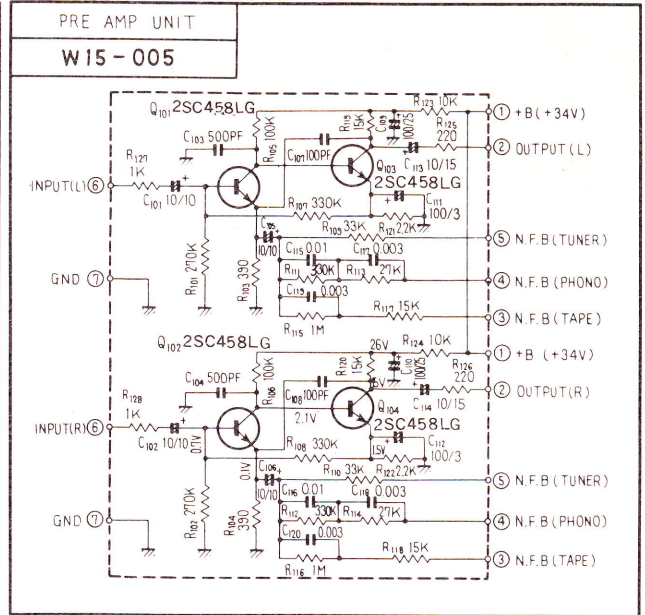 PRE AMP UNIT
W15-005
Q101 2SC458LG
C103 500PF
100K
R105
C107 100PF
R119
15K
C109
100/25
R123 10K
R125
220
① +B(+34V)
② OUTPUT(L)
C113 10/15
Q103
2SC458LG
R127
1K
INPUT(L) ⑥
C101 10/10
R107 330K
C111
100/3
C105
10/10
R109 33K
R121 2.2K
⑤ N.F.B(TUNER)
R101 270K
R103 390
C115 0.01
C117 0.003
R111 330K
R113 27K
④ N.F.B(PHONO)
GND ⑦
C119 0.003
R117 15K
③ N.F.B(TAPE)
R115 1M
Q102 2SC458LG
C104 500PF
100K
R106
C108 100PF
R120
15K
26V
C110
100/25
R124 10K
① +B (+34V)
R126
220
② OUTPUT(R)
C114 10/15
Q104
2SC458LG
2.1V
R128
1K
INPUT(R) ⑥
C102 10/10
0.7V
R108 330K
1.5V
C112
100/3
0.1V
C106
10/10
R110 33K
R122 2.2K
⑤ N.F.B(TUNER)
R102 270K
R104 390
C116 0.01
C118 0.003
R112 330K
R114 27K
④ N.F.B(PHONO)
GND ⑦
C120 0.003
R118 15K
③ N.F.B(TAPE)
R116 1M